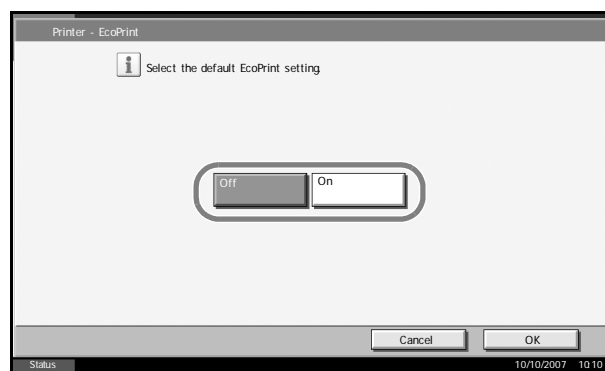 Printer - EcoPrint
Select the default EcoPrint setting.
Off
On
Cancel
OK
Status
10/10/2007 10:10